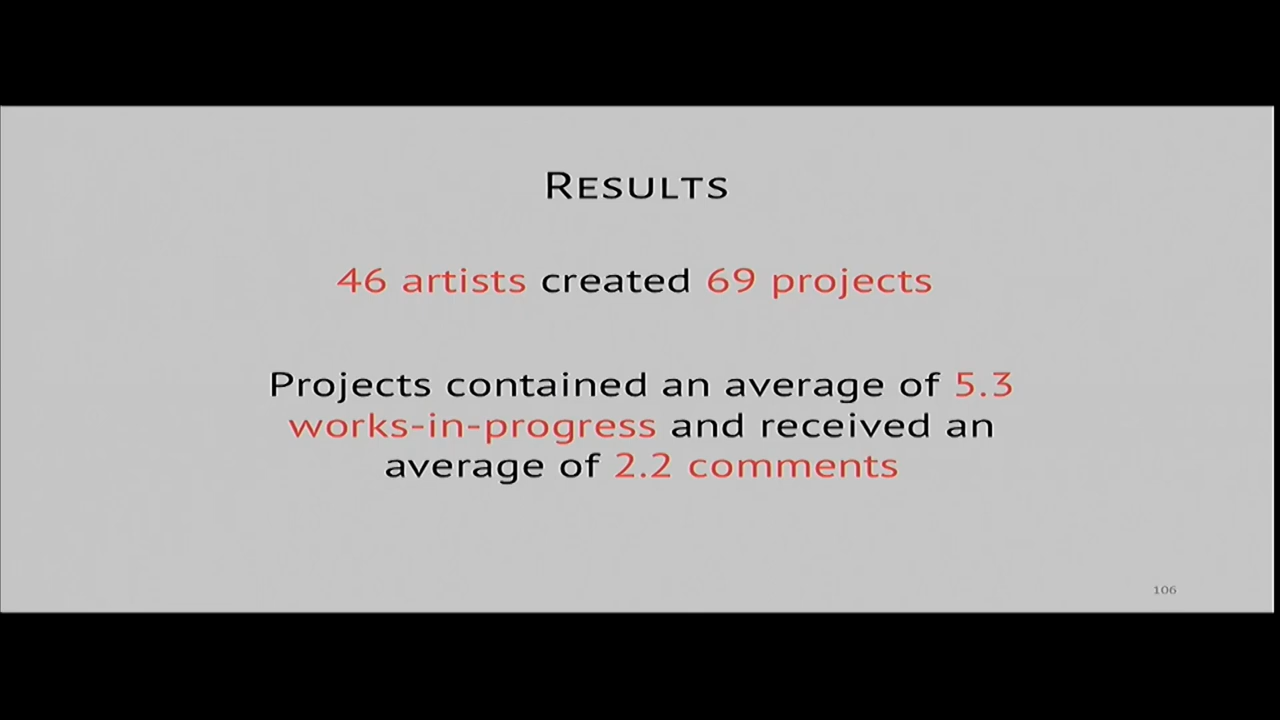 RESULTS
46 artists created 69 projects
Projects contained an average of 5.3
works-in-progress and received an
average of 2.2 comments
106